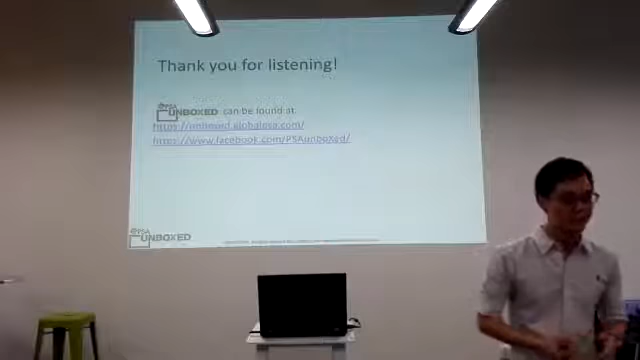 Thank you for listening!
PSA
UNBOXED can be found at:
https://unboxed.globalpsa.com/
https://www.facebook.com/PSAunboxed/
PSA
UNBOXED